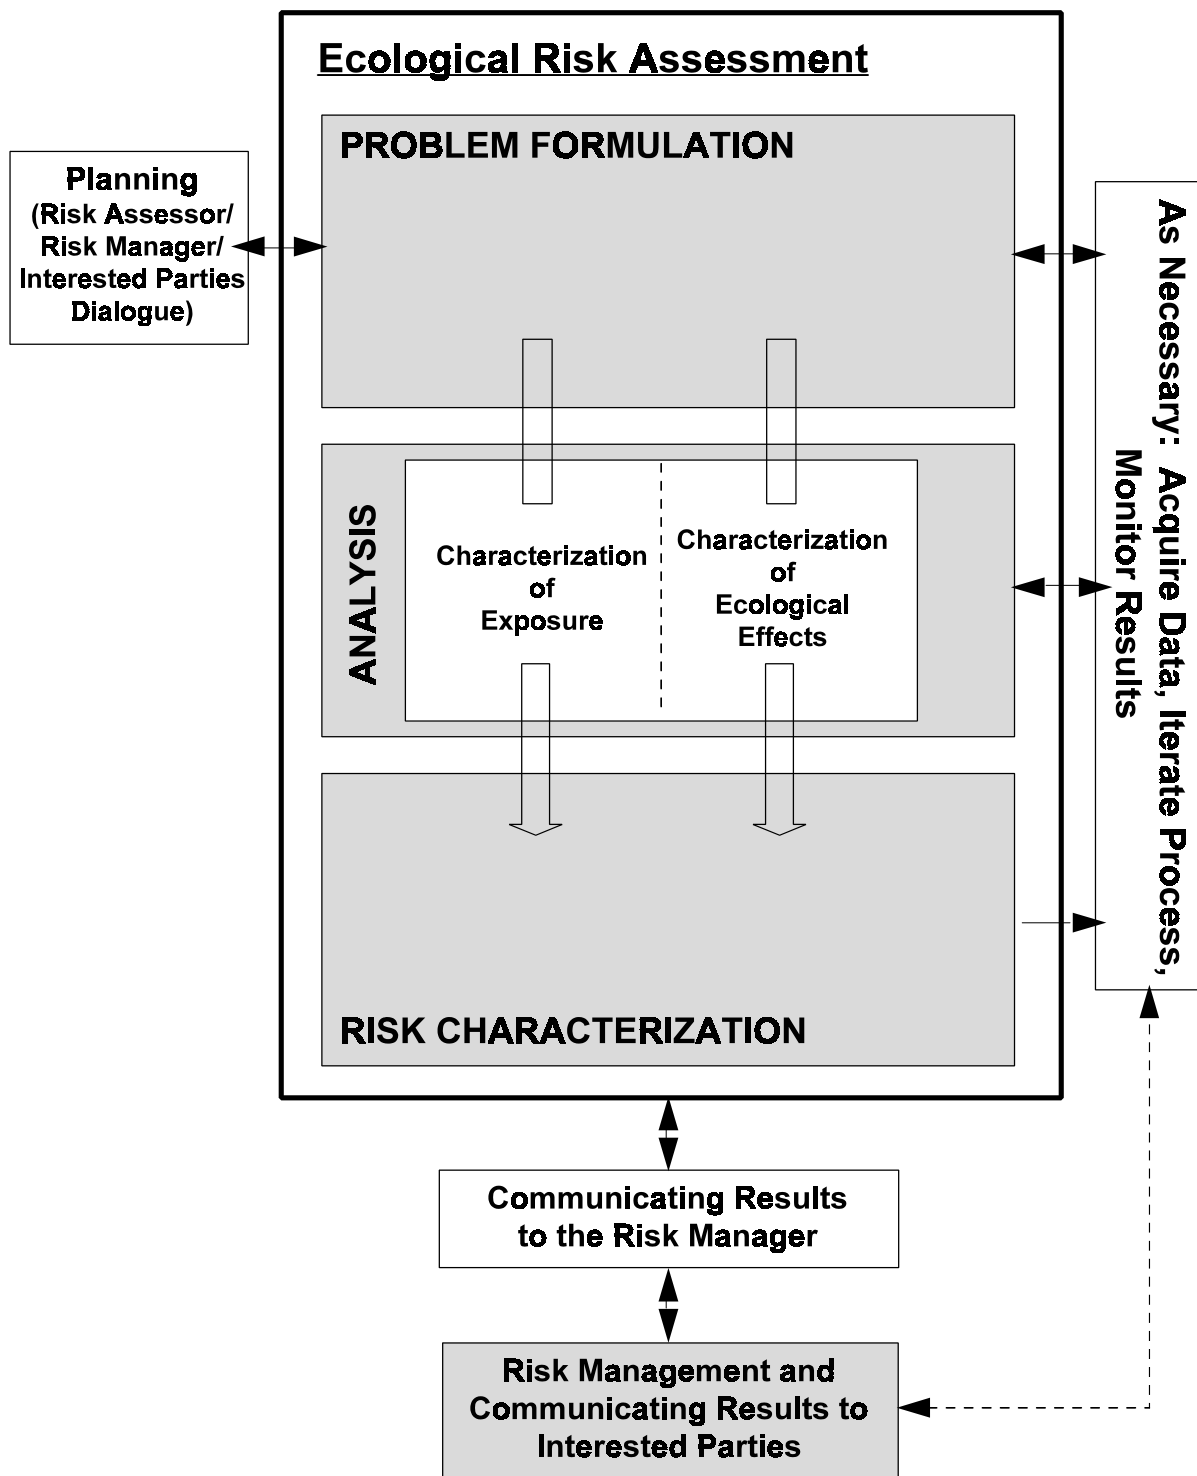 Ecological Risk Assessment
PROBLEM FORMULATION
Planning
(Risk Assessor/
Risk Manager/
Interested Parties
Dialogue)
As Necessary: Acquire Data, Iterate Process,
Monitor Results
ANALYSIS
Characterization
of
Exposure
Characterization
of
Ecological
Effects
RISK CHARACTERIZATION
Communicating Results
to the Risk Manager
Risk Management and
Communicating Results to
Interested Parties